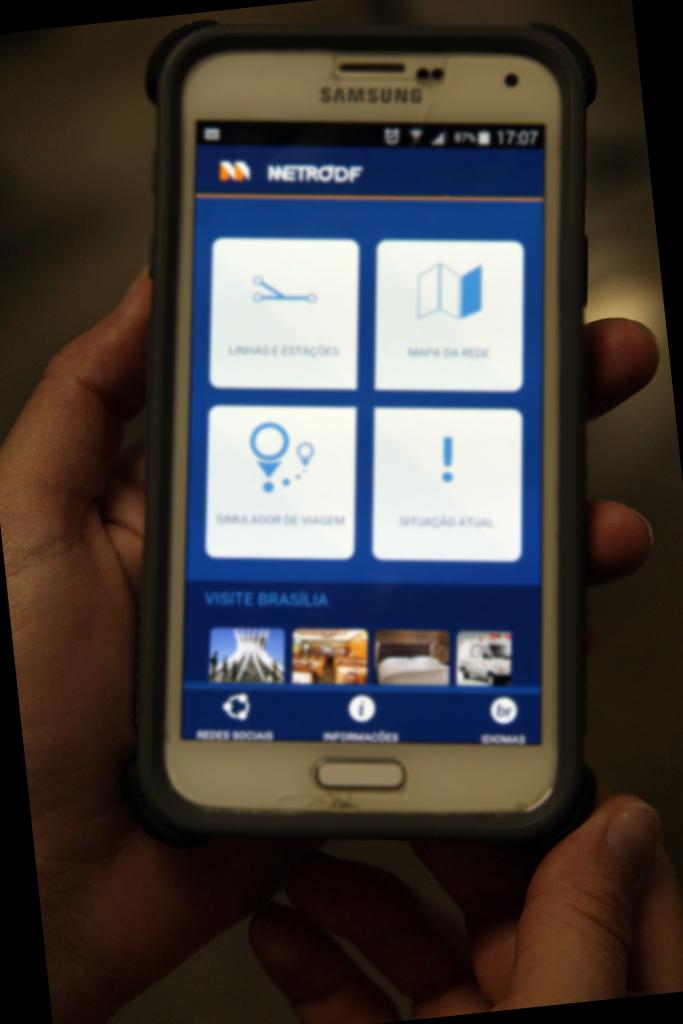 SAMSUNG
87% 17:07
METRÔDF
LINHAS E ESTAÇÕES
MAPA DA REDE
SIMULADOR DE VIAGEM
SITUAÇÃO ATUAL
VISITE BRASÍLIA
i
br
REDES SOCIAIS
INFORMAÇÕES
IDIOMAS